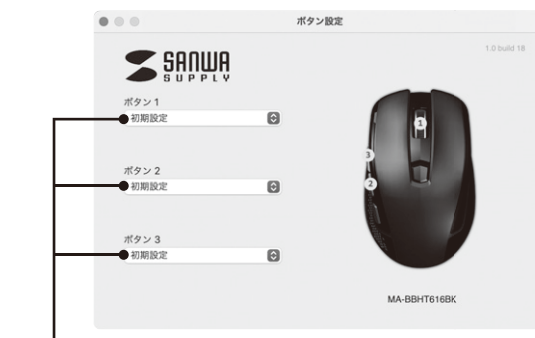 ボタン設定
1.0 build 18
SANWA
SUPPLY
ボタン 1
初期設定
ボタン 2
初期設定
ボタン 3
初期設定
1
3
2
MA-BBHT616BK